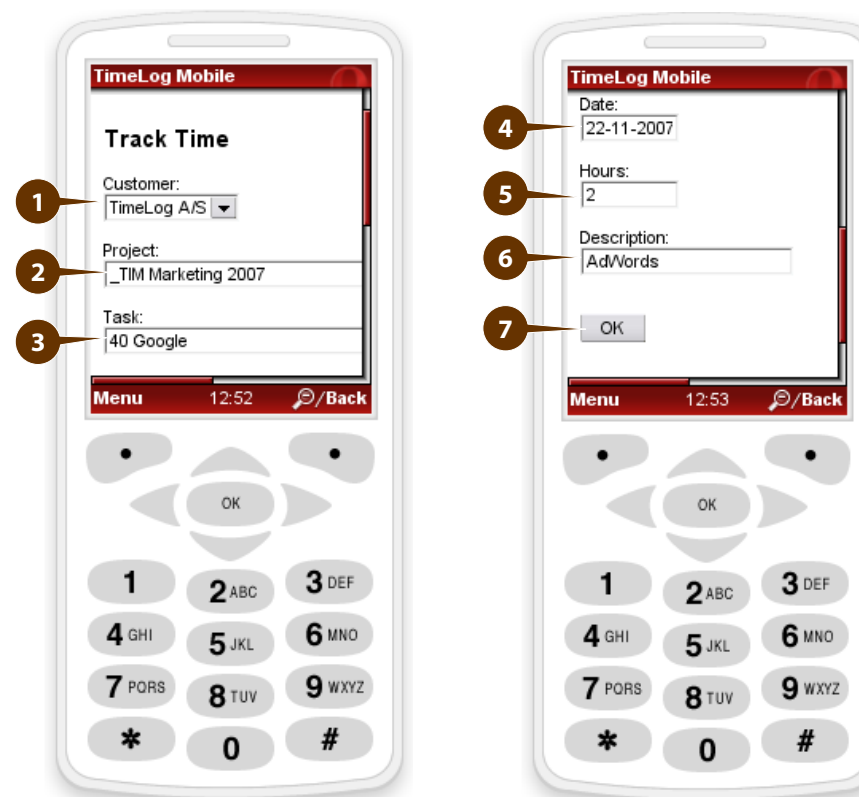 TimeLog Mobile
Track Time
1
Customer:
TimeLog A/S
2
Project:
_TIM Marketing 2007
3
Task:
40 Google
Menu 12:52 /Back
OK
1 2 ABC 3 DEF
4 GHI 5 JKL 6 MNO
7 PQRS 8 TUV 9 WXYZ
* 0 #
TimeLog Mobile
4
Date:
22-11-2007
5
Hours:
2
6
Description:
AdWords
7
OK
Menu 12:53 /Back
OK
1 2 ABC 3 DEF
4 GHI 5 JKL 6 MNO
7 PQRS 8 TUV 9 WXYZ
* 0 #